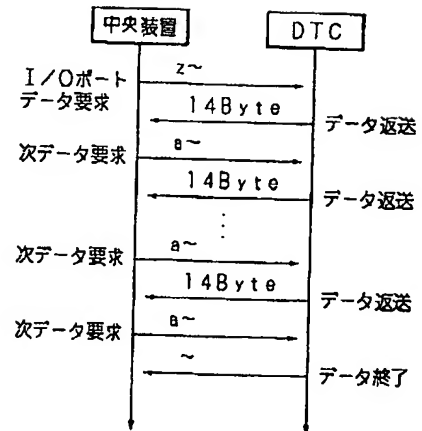 中央装置 DTC
I/Oポート
データ要求
z~
14Byte
データ返送
次データ要求
a~
14Byte
データ返送
⋮
次データ要求
a~
14Byte
データ返送
次データ要求
a~
~
データ終了